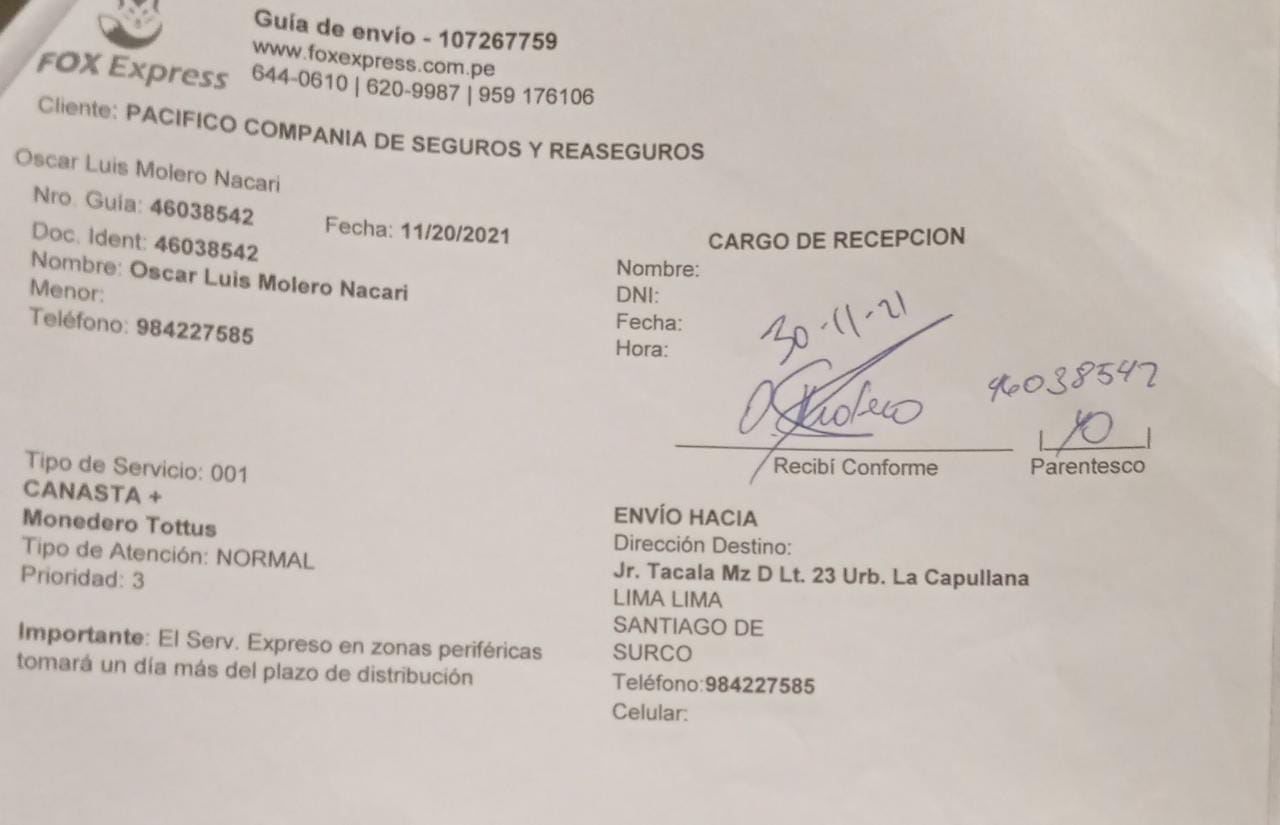 FOX Express
Guía de envío - 107267759
www.foxexpress.com.pe
644-0610 | 620-9987 | 959 176106
Cliente: PACIFICO COMPANIA DE SEGUROS Y REASEGUROS
Oscar Luis Molero Nacari
Nro. Guía: 46038542
Fecha: 11/20/2021
Doc. Ident: 46038542
Nombre: Oscar Luis Molero Nacari
Menor:
Teléfono: 984227585
CARGO DE RECEPCION
Nombre:
DNI:
Fecha:
Hora:
30-11-21
46038542
YO
Recibí Conforme
Parentesco
Tipo de Servicio: 001
CANASTA +
Monedero Tottus
Tipo de Atención: NORMAL
Prioridad: 3
Importante: El Serv. Expreso en zonas periféricas
tomará un día más del plazo de distribución
ENVÍO HACIA
Dirección Destino:
Jr. Tacala Mz D Lt. 23 Urb. La Capullana
LIMA LIMA
SANTIAGO DE
SURCO
Teléfono:984227585
Celular: